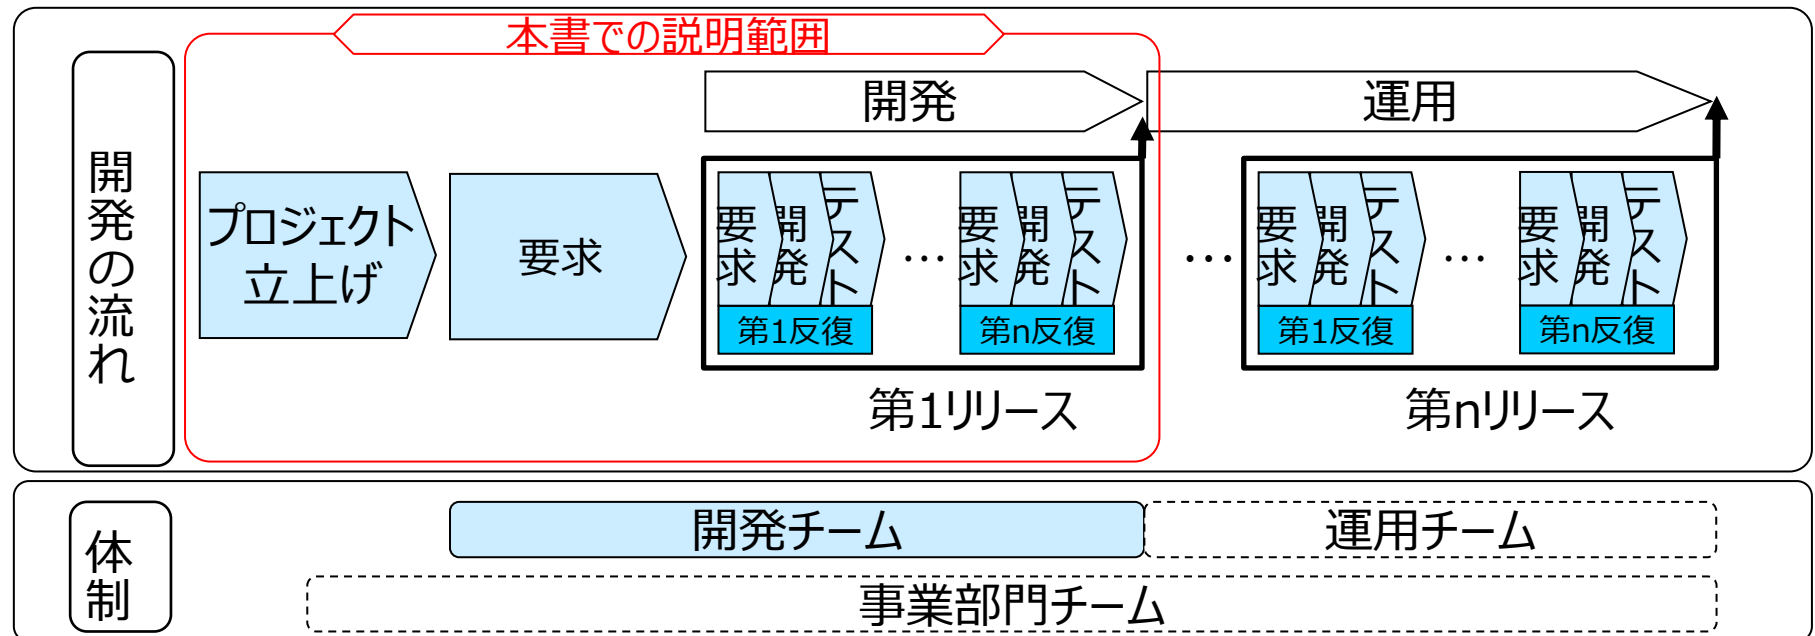 本書での説明範囲
開発
運用
開発の流れ
プロジェクト
立上げ
要求
要求
開発
テスト
…
要求
開発
テスト
…
要求
開発
テスト
…
要求
開発
テスト
第1反復
第n反復
第1反復
第n反復
第1リリース
第nリリース
体制
開発チーム
運用チーム
事業部門チーム